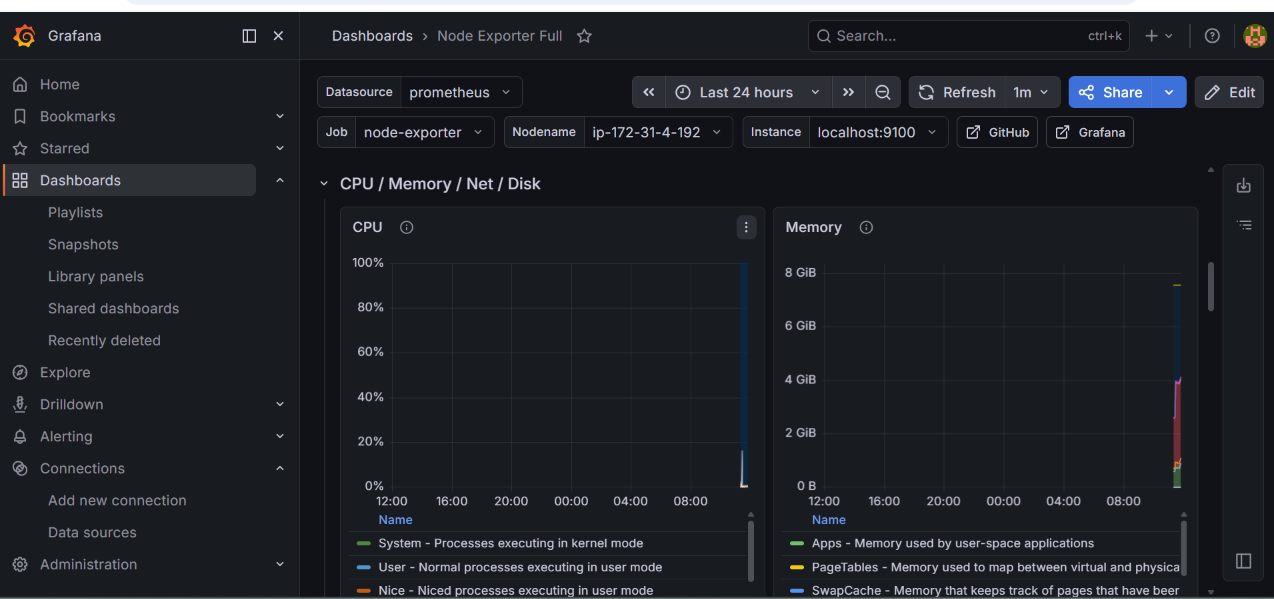 Grafana
Dashboards › Node Exporter Full
Search... ctrl+k
Home
Bookmarks
Starred
Dashboards
Playlists
Snapshots
Library panels
Shared dashboards
Recently deleted
Explore
Drilldown
Alerting
Connections
Add new connection
Data sources
Administration
Datasource prometheus
Last 24 hours
Refresh 1m
Share
Edit
Job node-exporter
Nodename ip-172-31-4-192
Instance localhost:9100
GitHub
Grafana
CPU / Memory / Net / Disk
CPU
100%
80%
60%
40%
20%
0%
12:00 16:00 20:00 00:00 04:00 08:00
Name
System - Processes executing in kernel mode
User - Normal processes executing in user mode
Nice - Niced processes executing in user mode
Memory
8 GiB
6 GiB
4 GiB
2 GiB
0 B
12:00 16:00 20:00 00:00 04:00 08:00
Name
Apps - Memory used by user-space applications
PageTables - Memory used to map between virtual and physica
SwapCache - Memory that keeps track of pages that have beer